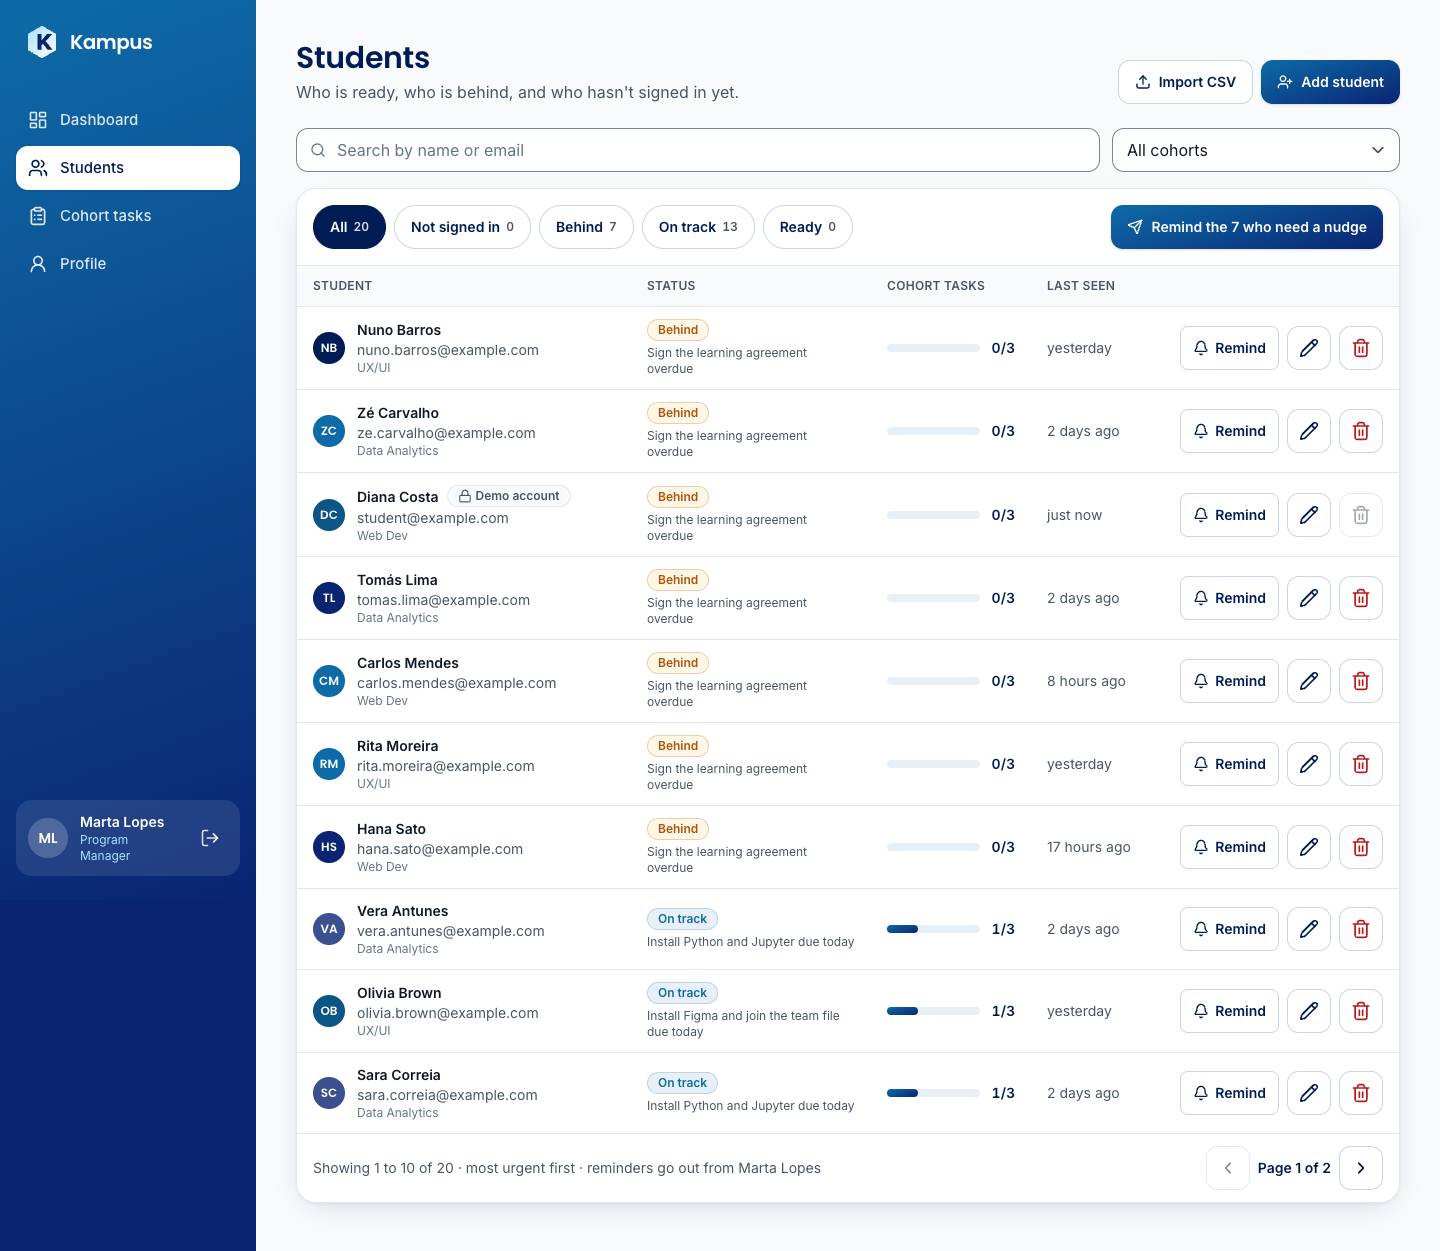 Kampus
Dashboard
Students
Cohort tasks
Profile
ML
Marta Lopes
Program
Manager
Students
Who is ready, who is behind, and who hasn't signed in yet.
Import CSV
Add student
Search by name or email
All cohorts
All 20
Not signed in 0
Behind 7
On track 13
Ready 0
Remind the 7 who need a nudge
STUDENT STATUS COHORT TASKS LAST SEEN
NB
Nuno Barros
nuno.barros@example.com
UX/UI
Behind
Sign the learning agreement
overdue
0/3
yesterday
Remind
ZC
Zé Carvalho
ze.carvalho@example.com
Data Analytics
Behind
Sign the learning agreement
overdue
0/3
2 days ago
Remind
DC
Diana Costa
Demo account
student@example.com
Web Dev
Behind
Sign the learning agreement
overdue
0/3
just now
Remind
TL
Tomás Lima
tomas.lima@example.com
Data Analytics
Behind
Sign the learning agreement
overdue
0/3
2 days ago
Remind
CM
Carlos Mendes
carlos.mendes@example.com
Web Dev
Behind
Sign the learning agreement
overdue
0/3
8 hours ago
Remind
RM
Rita Moreira
rita.moreira@example.com
UX/UI
Behind
Sign the learning agreement
overdue
0/3
yesterday
Remind
HS
Hana Sato
hana.sato@example.com
Web Dev
Behind
Sign the learning agreement
overdue
0/3
17 hours ago
Remind
VA
Vera Antunes
vera.antunes@example.com
Data Analytics
On track
Install Python and Jupyter due today
1/3
2 days ago
Remind
OB
Olivia Brown
olivia.brown@example.com
UX/UI
On track
Install Figma and join the team file
due today
1/3
yesterday
Remind
SC
Sara Correia
sara.correia@example.com
Data Analytics
On track
Install Python and Jupyter due today
1/3
2 days ago
Remind
Showing 1 to 10 of 20 · most urgent first · reminders go out from Marta Lopes
Page 1 of 2